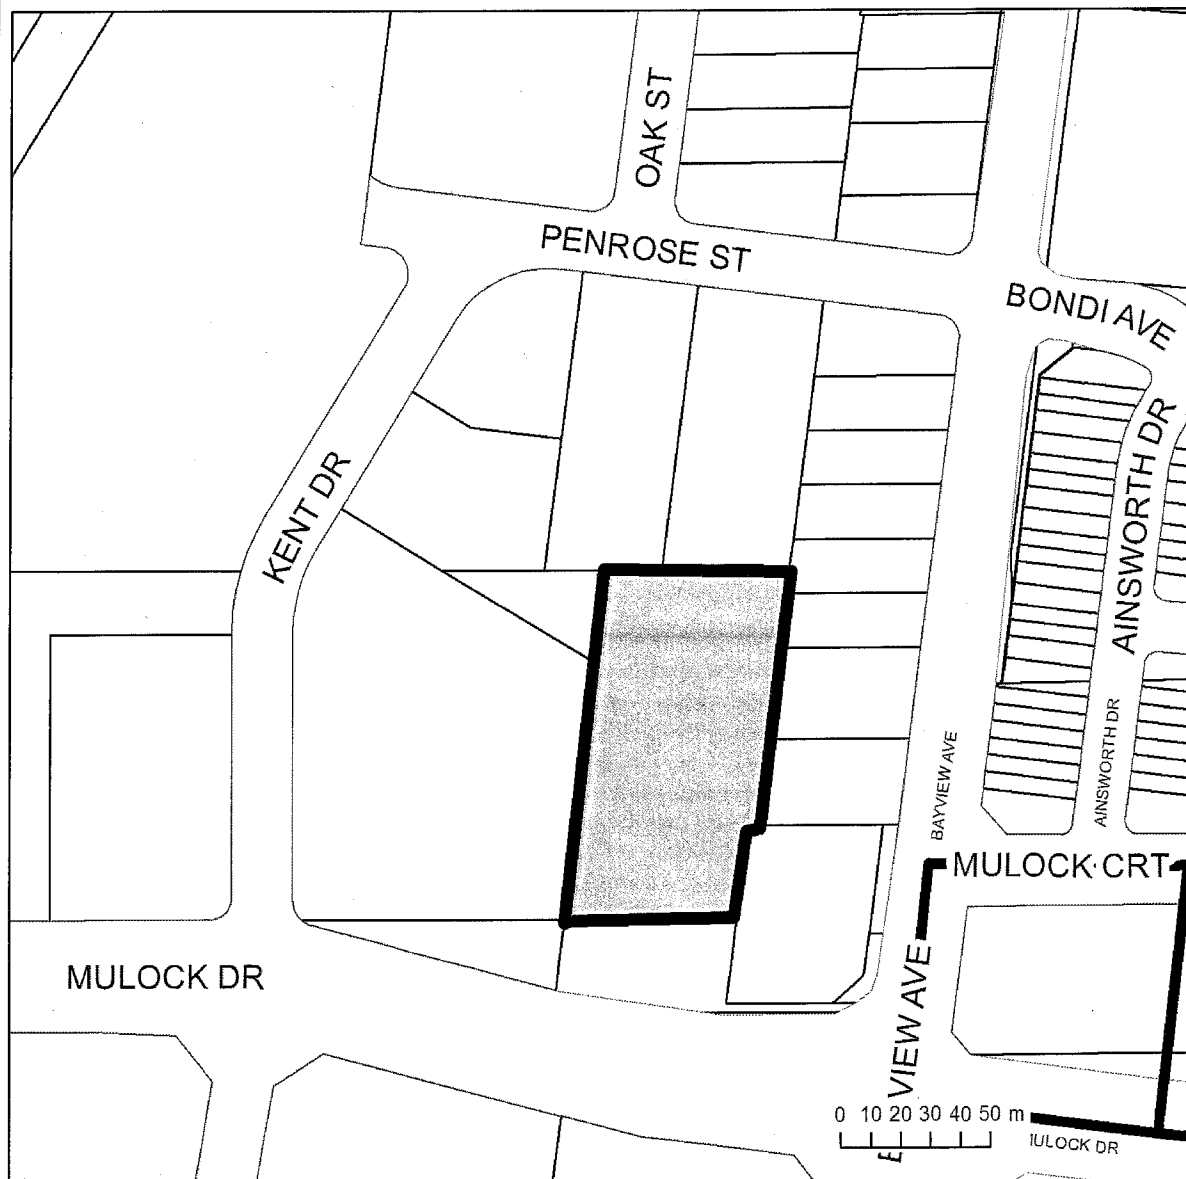 OAK ST
PENROSE ST
BONDI AVE
AINSWORTH DR
KENT DR
AINSWORTH DR
BAYVIEW AVE
MULOCK CRT
MULOCK DR
VIEW AVE
0 10 20 30 40 50 m
ULOCK DR